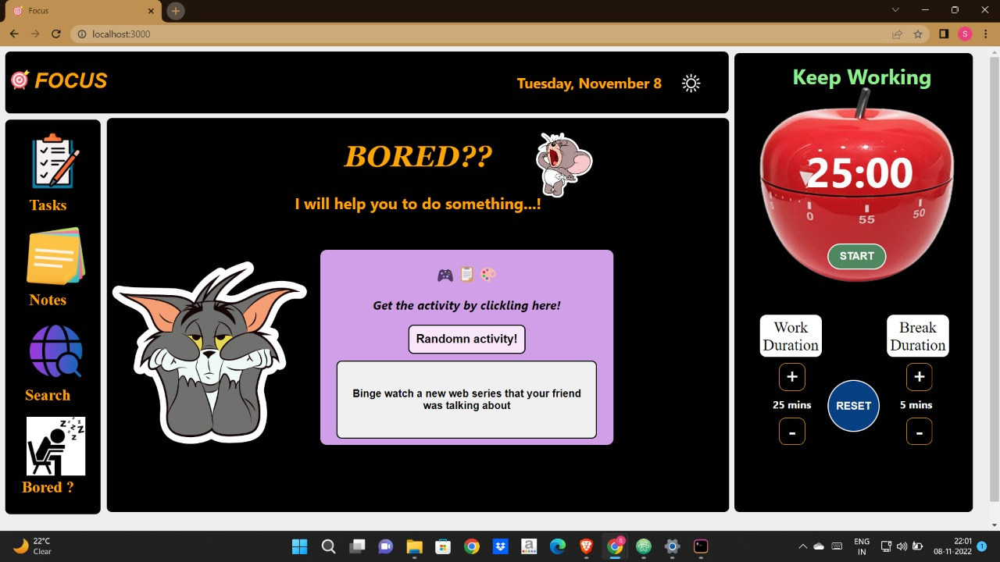 Focus
localhost:3000
S
FOCUS
Tuesday, November 8
Tasks
Notes
Search
Z Z Z Z Z
Bored ?
BORED??
I will help you to do something...!
Get the activity by clickling here!
Randomn activity!
Binge watch a new web series that your friend
was talking about
Keep Working
25:00
5 0 55 50
START
Work
Duration
Break
Duration
+ +
25 mins
RESET
5 mins
- -
22°C
Clear
a
S
ENG
IN
22:01
08-11-2022
1